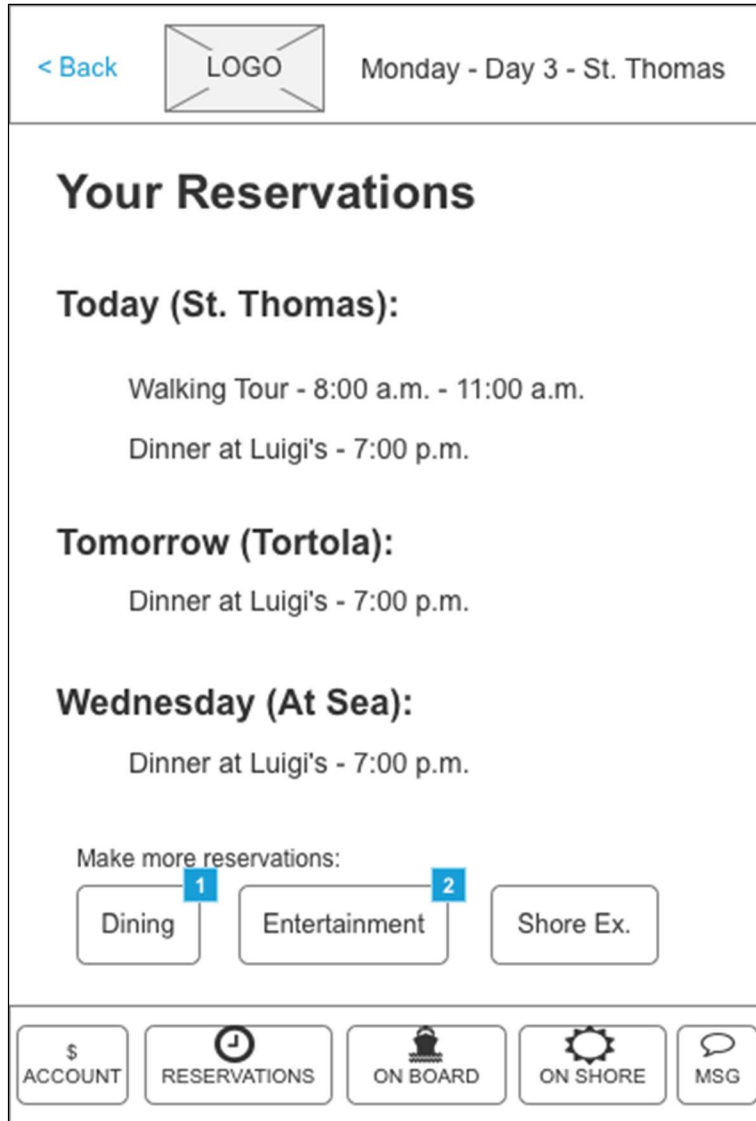 < Back
LOGO
Monday - Day 3 - St. Thomas
Your Reservations
Today (St. Thomas):
Walking Tour - 8:00 a.m. - 11:00 a.m.
Dinner at Luigi's - 7:00 p.m.
Tomorrow (Tortola):
Dinner at Luigi's - 7:00 p.m.
Wednesday (At Sea):
Dinner at Luigi's - 7:00 p.m.
Make more reservations:
1
2
Dining
Entertainment
Shore Ex.
$
ACCOUNT
RESERVATIONS
ON BOARD
ON SHORE
MSG